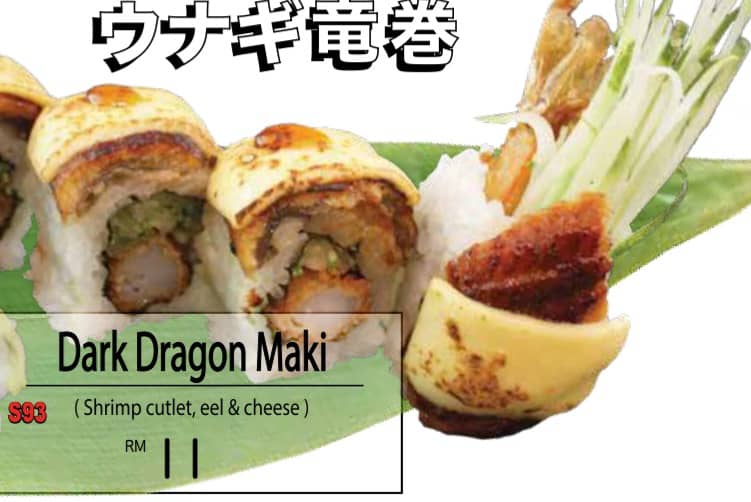 ウナギ竜巻
Dark Dragon Maki
S93
( Shrimp cutlet, eel & cheese )
RM 11